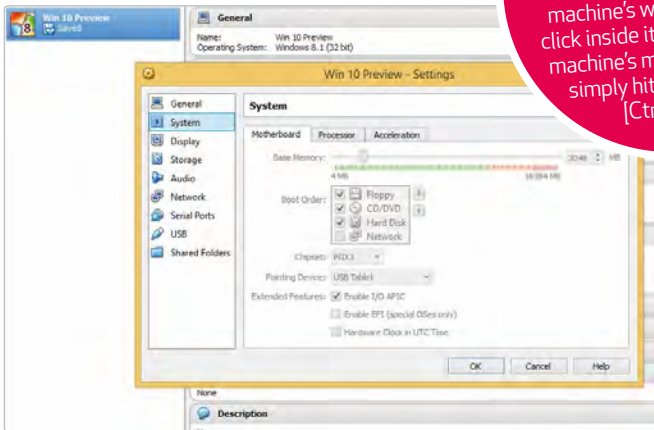 Win 10 Preview
Saved
General
Name: Win 10 Preview
Operating System: Windows 8.1 (32 bit)
machine's w
click inside it
machine's m
simply hit
[Ctr
Win 10 Preview - Settings
General
System
Display
Storage
Audio
Network
Serial Ports
USB
Shared Folders
System
Motherboard Processor Acceleration
Base Memory: 2048 MB
4 MB 16384 MB
Boot Order: Floppy
CD/DVD
Hard Disk
Network
Chipset: PIIX3
Pointing Device: USB Tablet
Extended Features: Enable I/O APIC
Enable EFI (special OSes only)
Hardware Clock in UTC Time
OK Cancel Help
None
Description